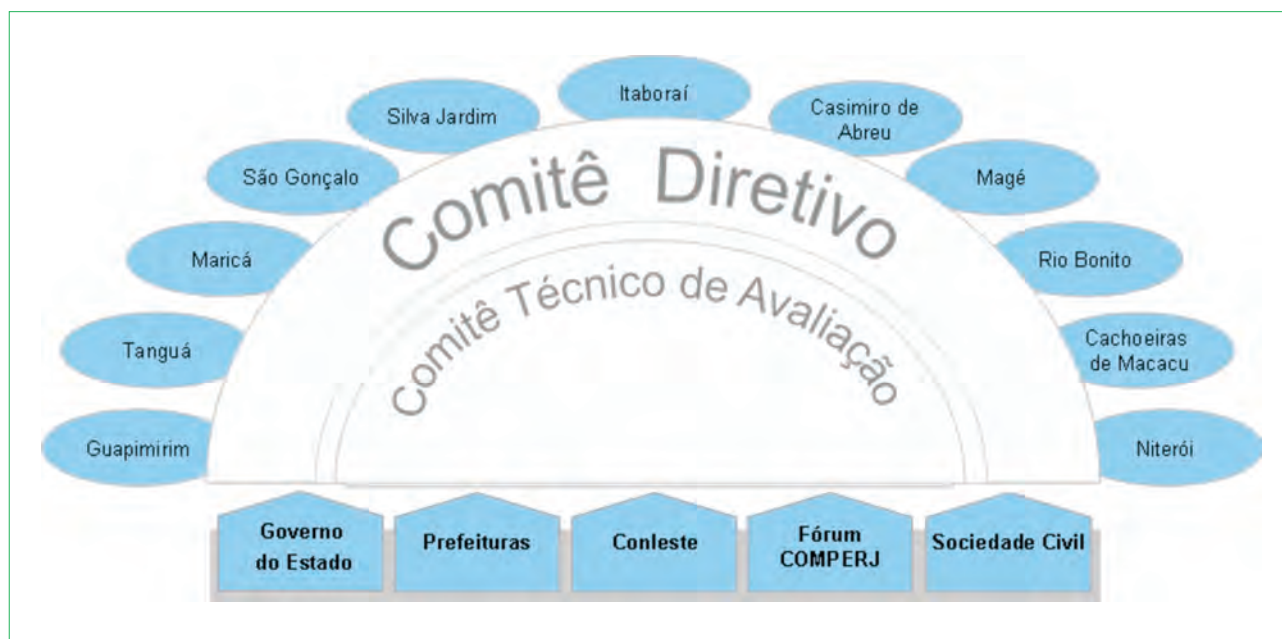 Itaboraí
Silva Jardim
Casimiro de
Abreu
São Gonçalo
Magé
Maricá
Rio Bonito
Tanguá
Cachoeiras
de Macacu
Guapimirim
Niterói
Comitê Diretivo
Comitê Técnico de Avaliação
Governo
do Estado
Prefeituras
Conleste
Fórum
COMPERJ
Sociedade Civil